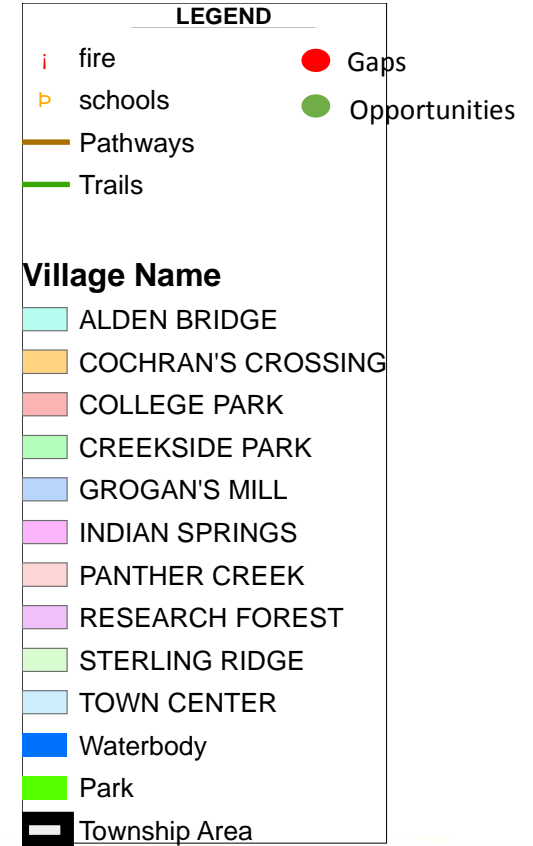 LEGEND
¡ fire
Þ schools
Pathways
Trails
Gaps
Opportunities
Village Name
ALDEN BRIDGE
COCHRAN'S CROSSING
COLLEGE PARK
CREEKSIDE PARK
GROGAN'S MILL
INDIAN SPRINGS
PANTHER CREEK
RESEARCH FOREST
STERLING RIDGE
TOWN CENTER
Waterbody
Park
Township Area